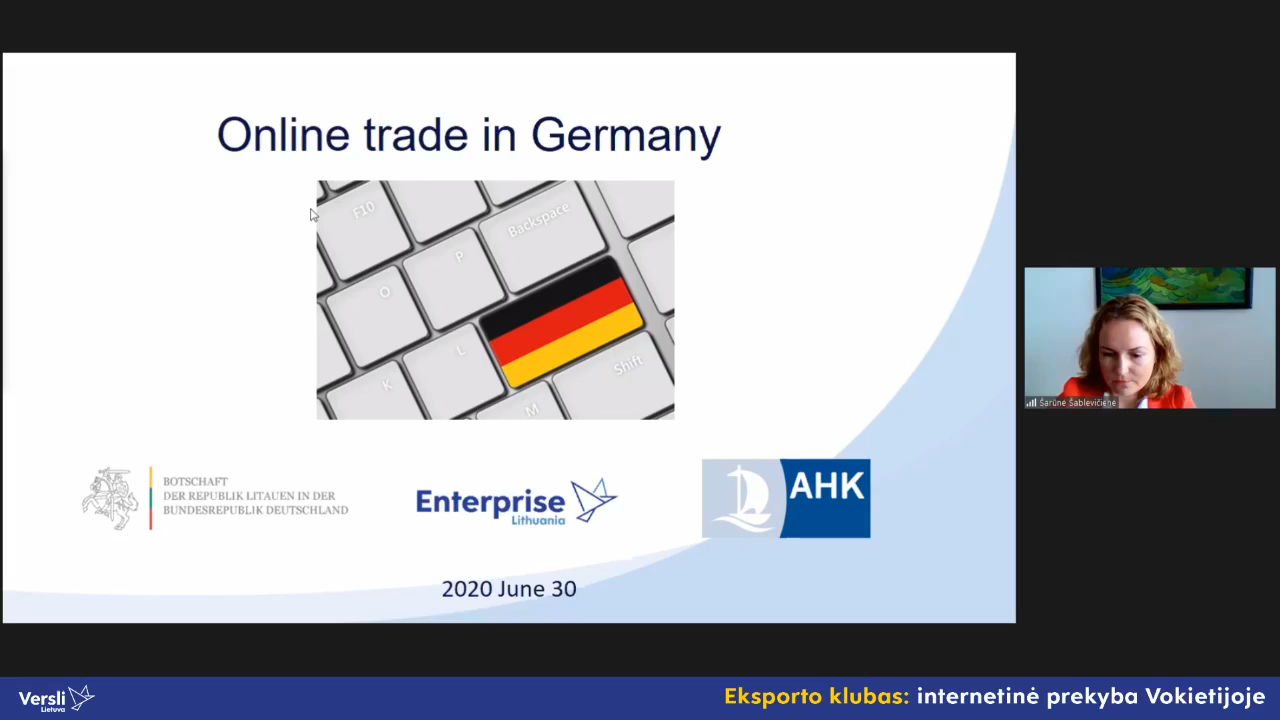 Online trade in Germany
F10
Backspace
P
O
L
Shift
K
M
BOTSCHAFT
DER REPUBLIK LITAUEN IN DER
BUNDESREPUBLIK DEUTSCHLAND
Enterprise
Lithuania
AHK
2020 June 30
Šarūnė Šablevičienė
Versli
Lietuva
Eksporto klubas: internetinė prekyba Vokietijoje